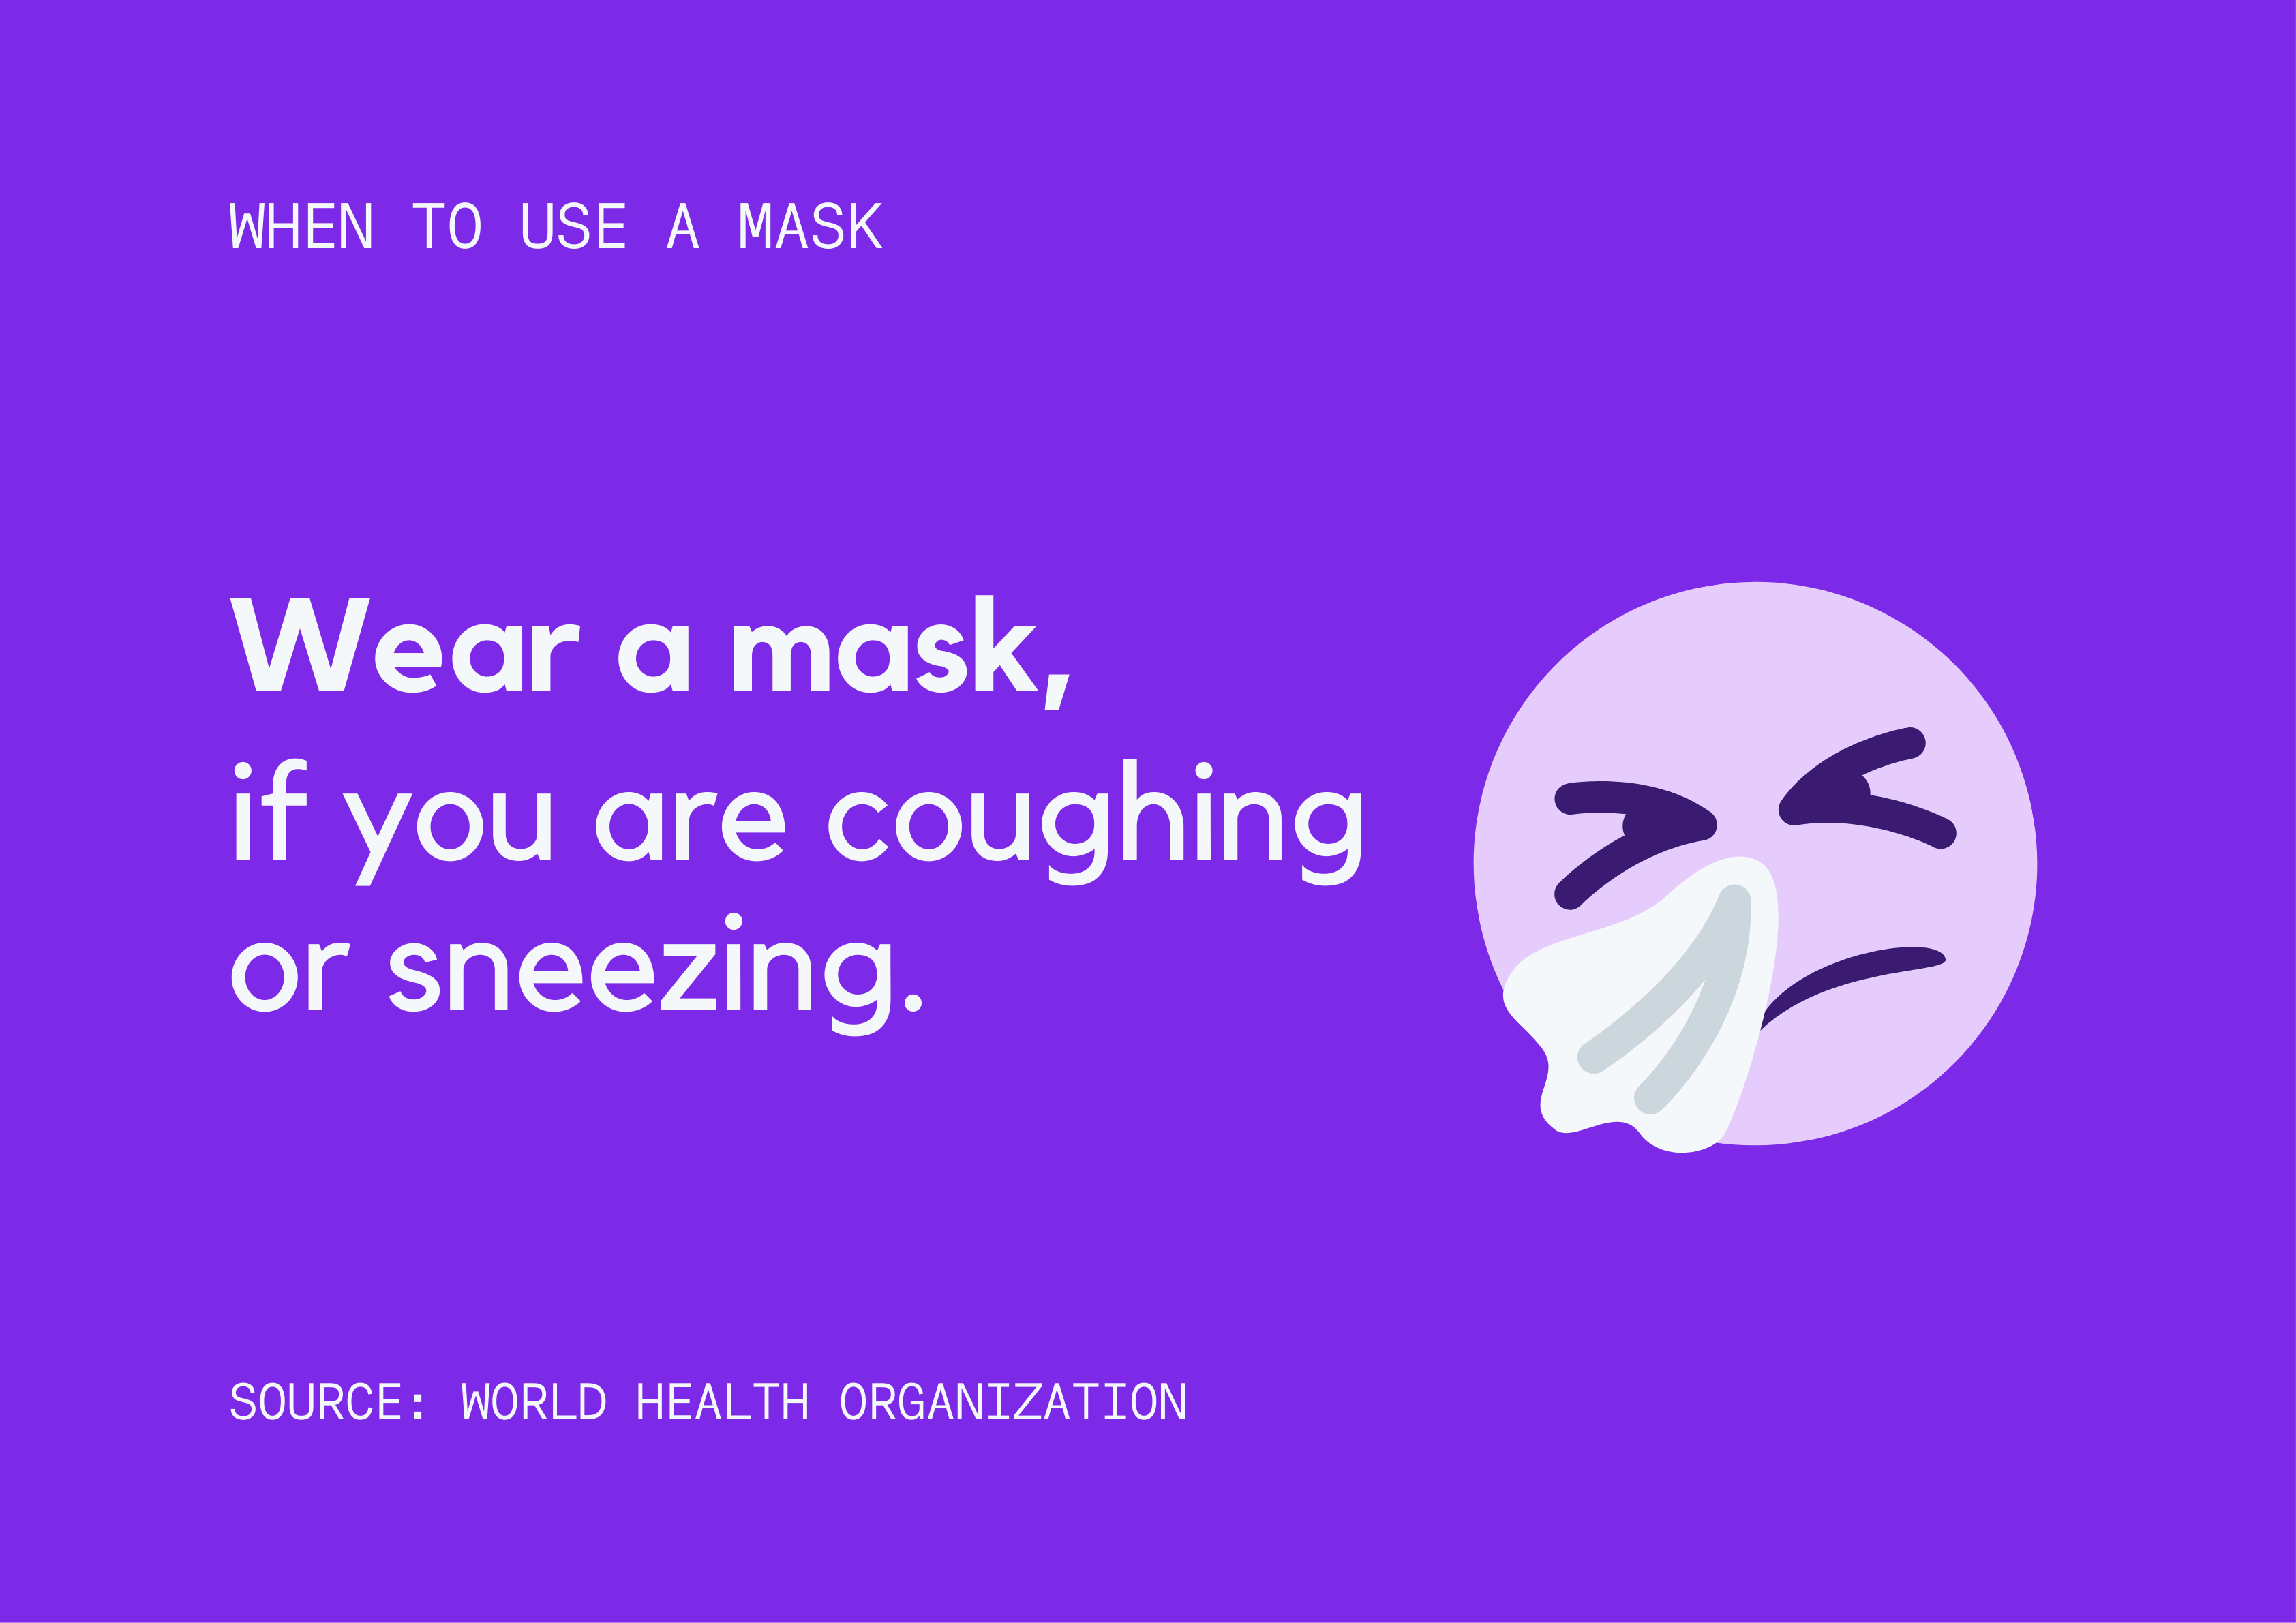 WHEN TO USE A MASK
Wear a mask,
if you are coughing
or sneezing.
SOURCE: WORLD HEALTH ORGANIZATION